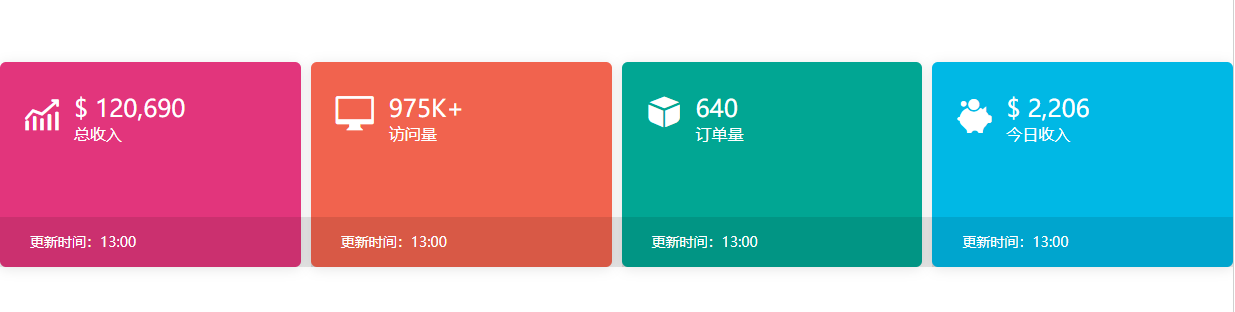 $ 120,690
总收入
更新时间：13:00
975K+
访问量
更新时间：13:00
640
订单量
更新时间：13:00
$ 2,206
今日收入
更新时间：13:00